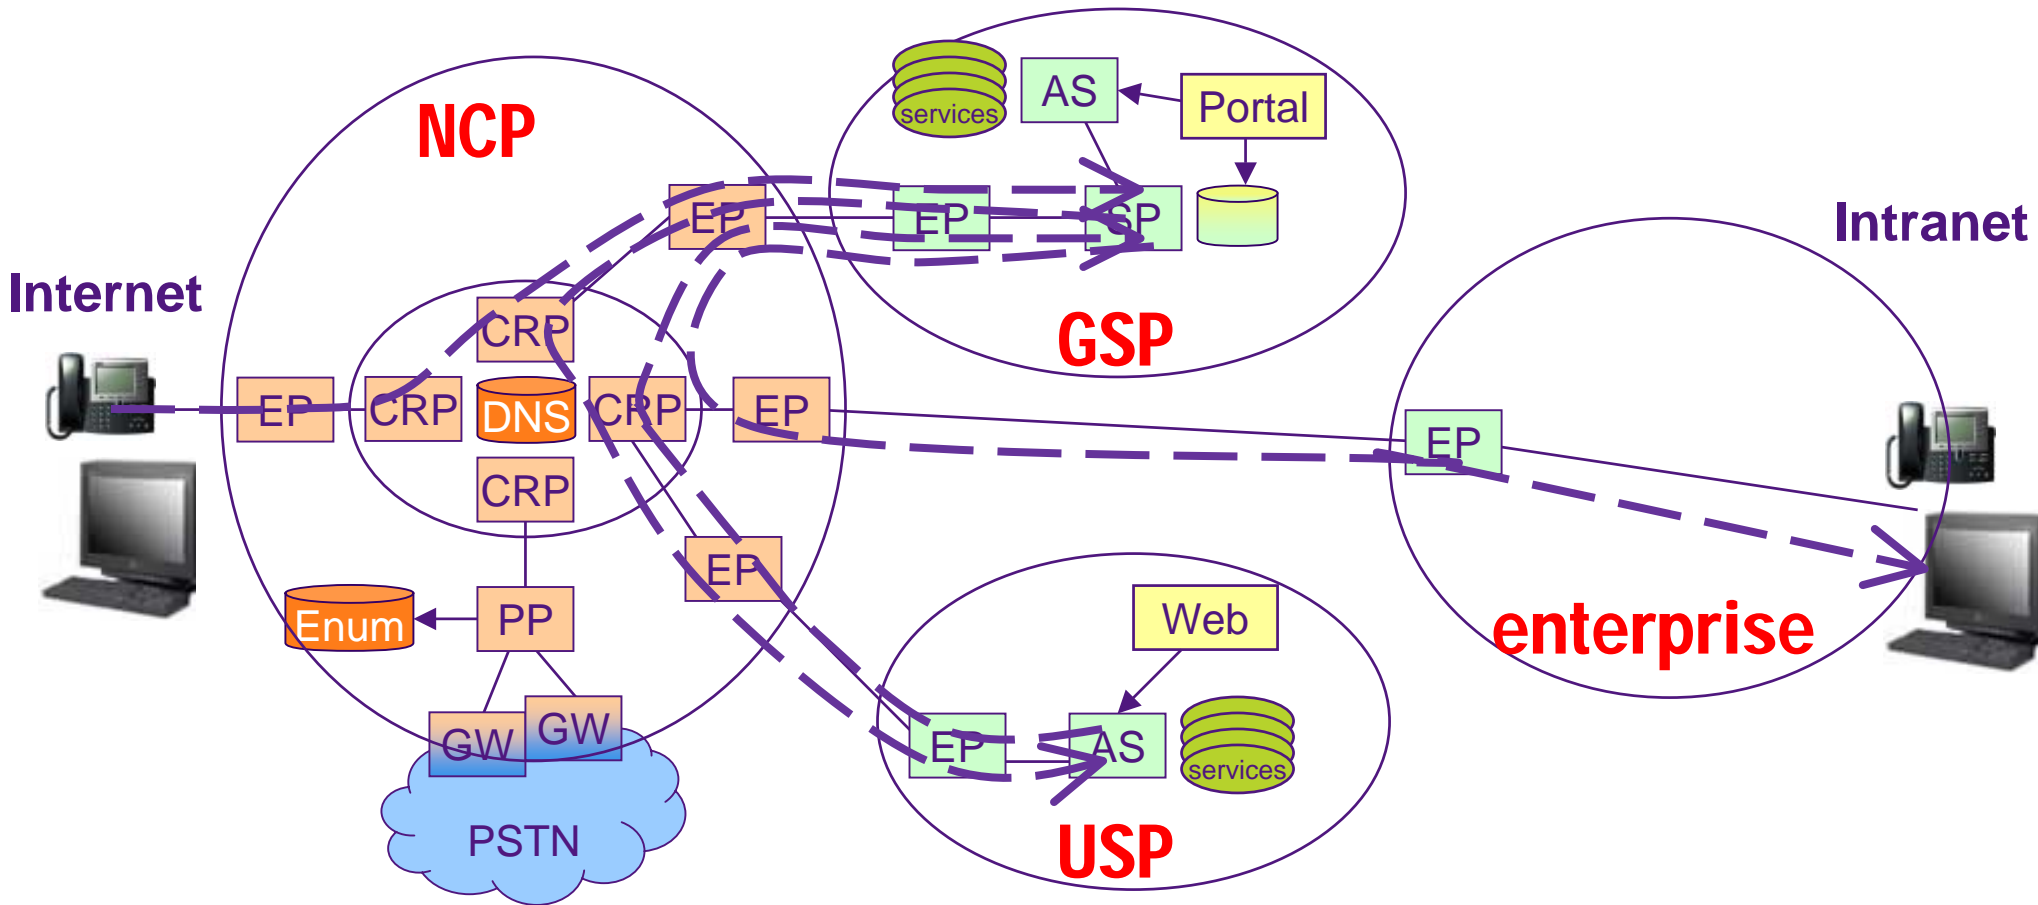 NCP
services
AS
Portal
EP
EP
SP
Intranet
Internet
CRP
GSP
EP
CRP
DNS
CRP
EP
EP
CRP
EP
Enum
PP
Web
enterprise
GW
GW
EP
AS
services
PSTN
USP